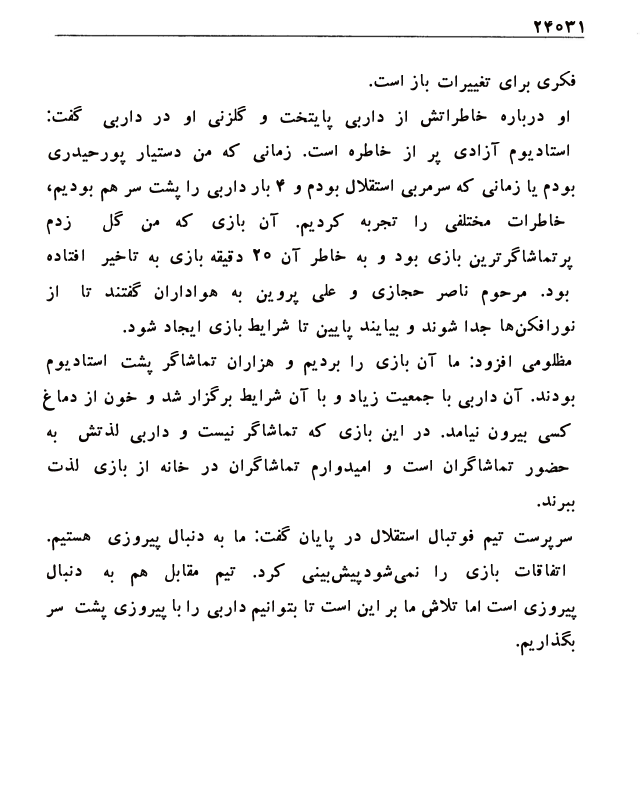 ۲۴۰۳۱
فکری برای تغییرات باز است.
او درباره خاطراتش از داربی پایتخت و گلزنی او در داربی گفت:
استادیوم آزادی پر از خاطره است. زمانی که من دستیار پورحیدری
بودم یا زمانی که سرمربی استقلال بودم و ۴ بار داربی را پشت سر هم بودیم،
خاطرات مختلفی را تجربه کردیم. آن بازی که من گل زدم
پرتماشاگرترین بازی بود و به خاطر آن ۲۰ دقیقه بازی به تاخیر افتاده
بود. مرحوم ناصر حجازی و علی پروین به هواداران گفتند تا از
نورافکن‌ها جدا شوند و بیایند پایین تا شرایط بازی ایجاد شود.
مظلومی افزود: ما آن بازی را بردیم و هزاران تماشاگر پشت استادیوم
بودند. آن داربی با جمعیت زیاد و با آن شرایط برگزار شد و خون از دماغ
کسی بیرون نیامد. در این بازی که تماشاگر نیست و داربی لذتش به
حضور تماشاگران است و امیدوارم تماشاگران در خانه از بازی لذت
ببرند.
سرپرست تیم فوتبال استقلال در پایان گفت: ما به دنبال پیروزی هستیم.
اتفاقات بازی را نمی‌شودپیش‌بینی کرد. تیم مقابل هم به دنبال
پیروزی است اما تلاش ما بر این است تا بتوانیم داربی را با پیروزی پشت سر
بگذاریم.